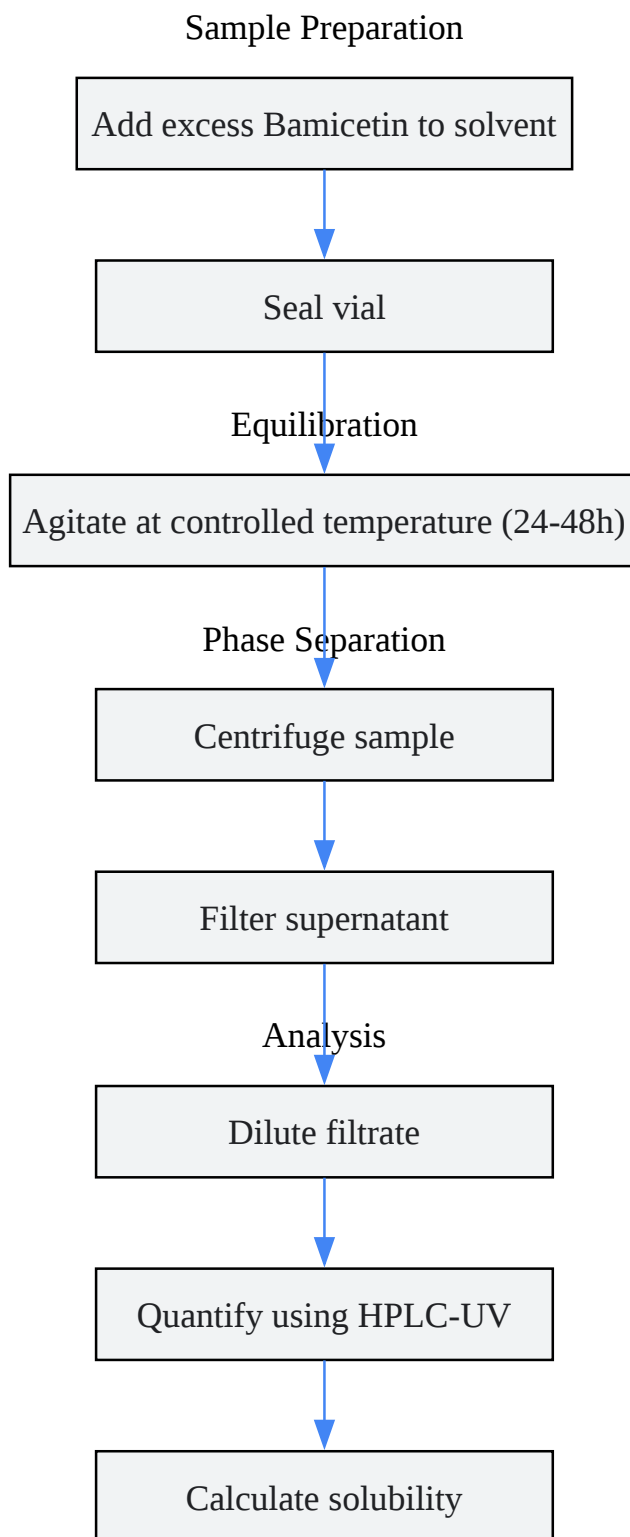 Sample Preparation
Add excess Bamicetin to solvent
Seal vial
Equilibration
Agitate at controlled temperature (24-48h)
Phase Separation
Centrifuge sample
Filter supernatant
Analysis
Dilute filtrate
Quantify using HPLC-UV
Calculate solubility